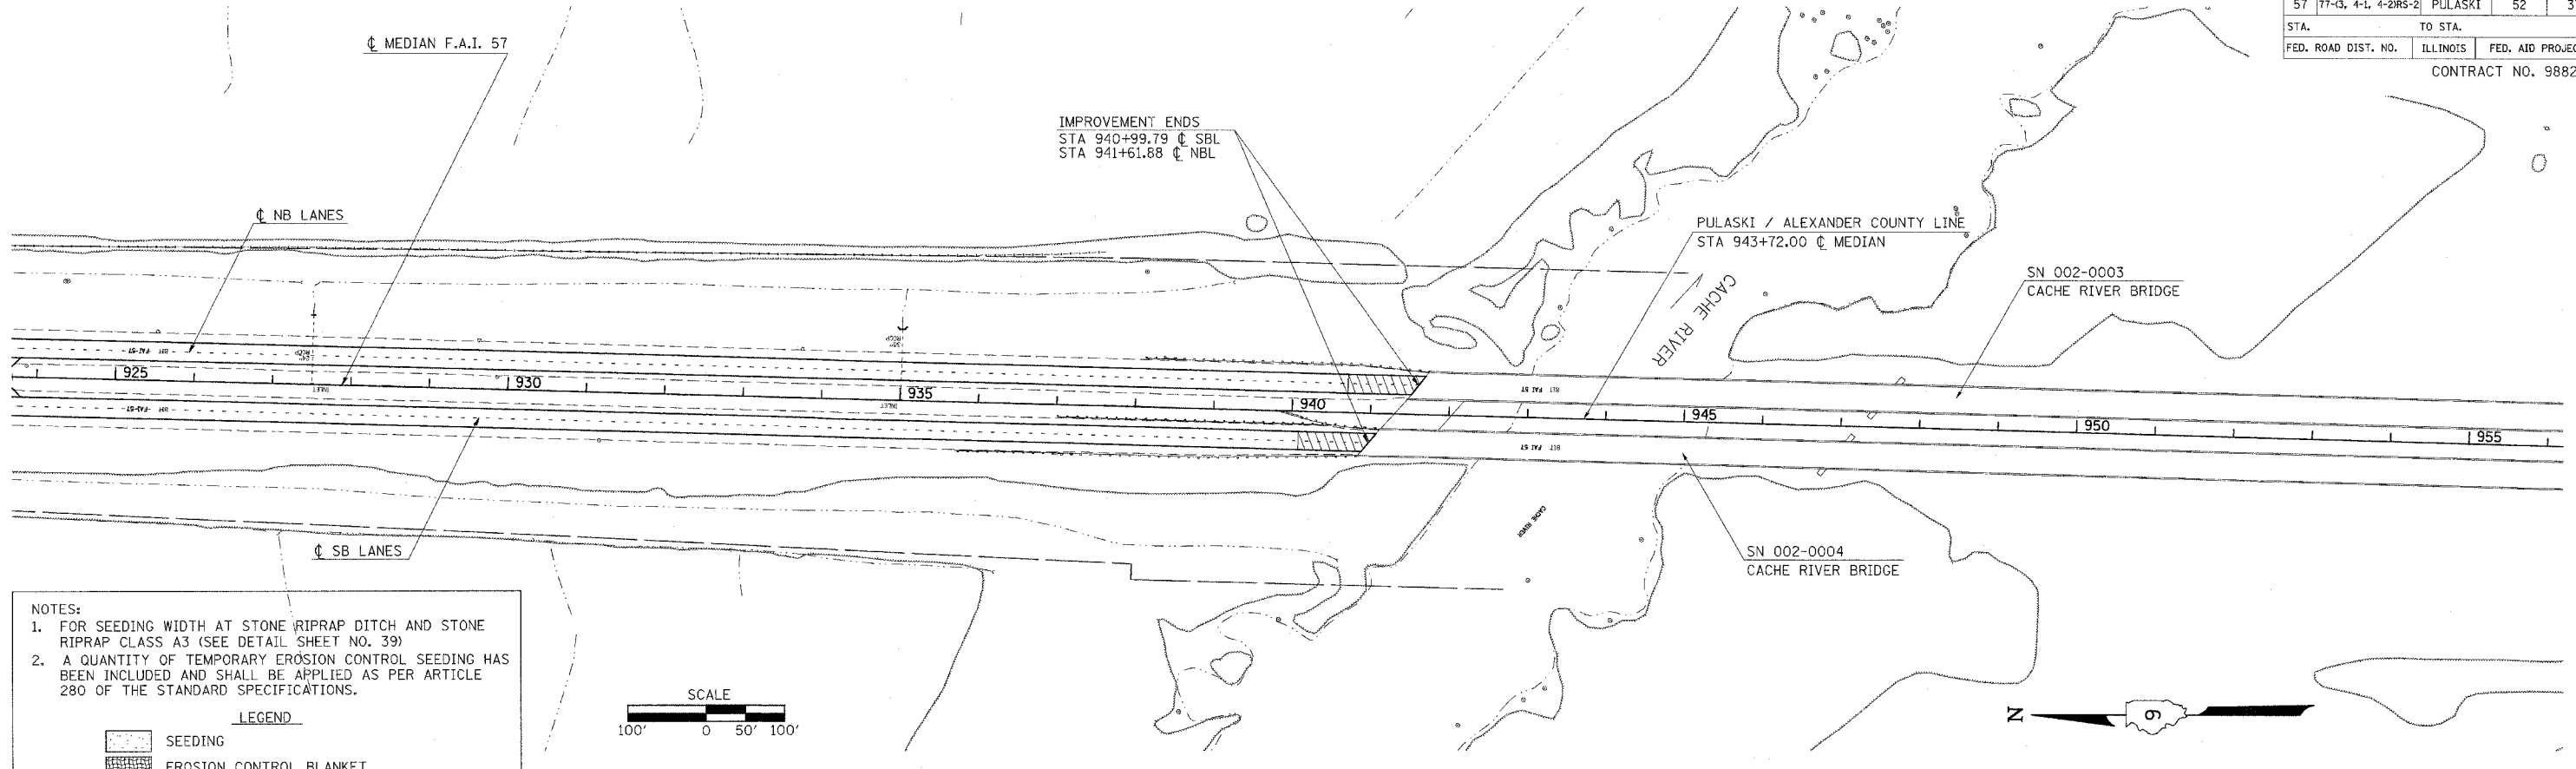 57 77-(3, 4-1, 4-2)RS-2 PULASKI 52
STA. TO STA.
FED. ROAD DIST. NO. ILLINOIS FED. AID
CONTRACT NO. 9882
℄ MEDIAN F.A.I. 57
IMPROVEMENT ENDS
STA 940+99.79 ℄ SBL
STA 941+61.88 ℄ NBL
℄ NB LANES
PULASKI / ALEXANDER COUNTY LINE
STA 943+72.00 ℄ MEDIAN
SN 002-0003
CACHE RIVER BRIDGE
CACHE RIVER
925 930 935 940 945 950 955
INLET
INLET
CACHE RIVER
℄ SB LANES
SN 002-0004
CACHE RIVER BRIDGE
NOTES:
1. FOR SEEDING WIDTH AT STONE RIPRAP DITCH AND STONE
RIPRAP CLASS A3 (SEE DETAIL SHEET NO. 39)
2. A QUANTITY OF TEMPORARY EROSION CONTROL SEEDING HAS
BEEN INCLUDED AND SHALL BE APPLIED AS PER ARTICLE
280 OF THE STANDARD SPECIFICATIONS.
LEGEND
SEEDING
EROSION CONTROL BLANKET
SCALE
100' 0 50' 100'
N
9